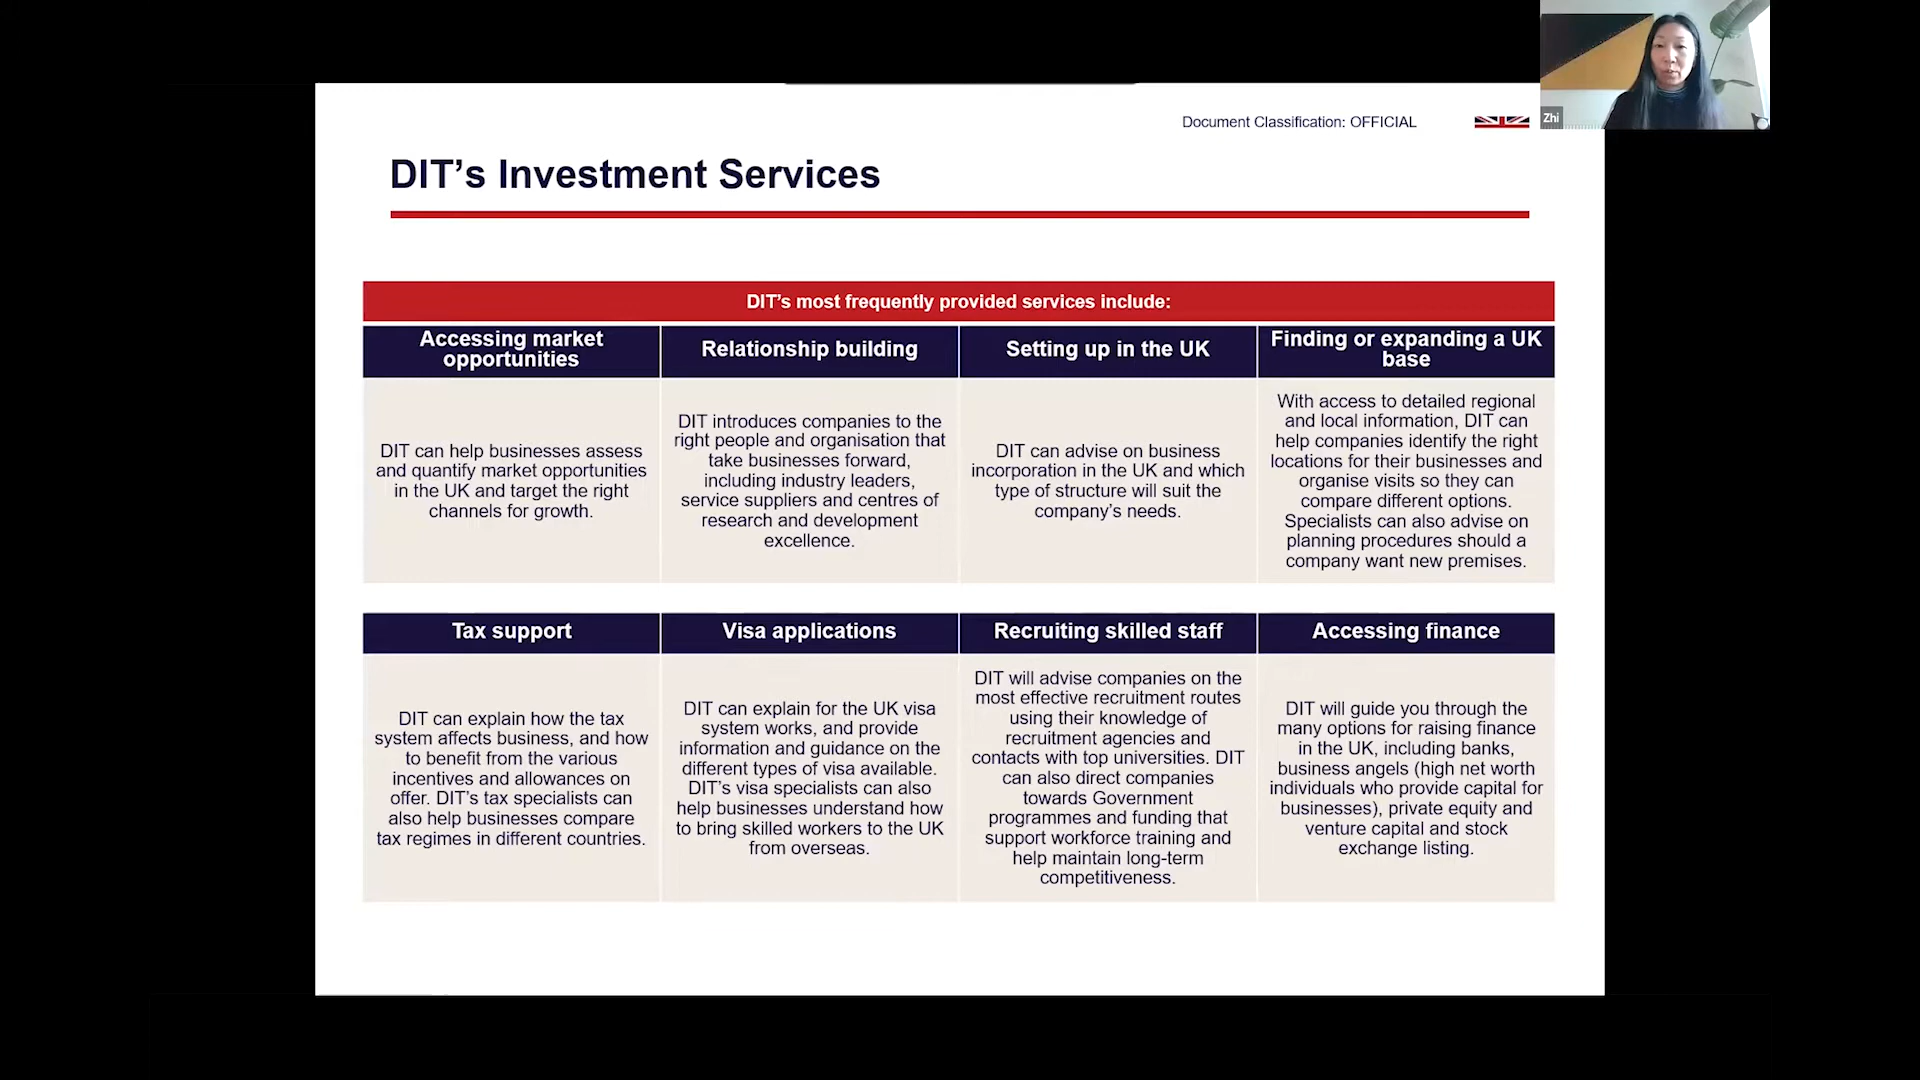 Zhi
Document Classification: OFFICIAL
DIT’s Investment Services
DIT’s most frequently provided services include:
Accessing market
opportunities
DIT can help businesses assess
and quantify market opportunities
in the UK and target the right
channels for growth.
Relationship building
DIT introduces companies to the
right people and organisation that
take businesses forward,
including industry leaders,
service suppliers and centres of
research and development
excellence.
Setting up in the UK
DIT can advise on business
incorporation in the UK and which
type of structure will suit the
company’s needs.
Finding or expanding a UK
base
With access to detailed regional
and local information, DIT can
help companies identify the right
locations for their businesses and
organise visits so they can
compare different options.
Specialists can also advise on
planning procedures should a
company want new premises.
Tax support
DIT can explain how the tax
system affects business, and how
to benefit from the various
incentives and allowances on
offer. DIT’s tax specialists can
also help businesses compare
tax regimes in different countries.
Visa applications
DIT can explain for the UK visa
system works, and provide
information and guidance on the
different types of visa available.
DIT’s visa specialists can also
help businesses understand how
to bring skilled workers to the UK
from overseas.
Recruiting skilled staff
DIT will advise companies on the
most effective recruitment routes
using their knowledge of
recruitment agencies and
contacts with top universities. DIT
can also direct companies
towards Government
programmes and funding that
support workforce training and
help maintain long-term
competitiveness.
Accessing finance
DIT will guide you through the
many options for raising finance
in the UK, including banks,
business angels (high net worth
individuals who provide capital for
businesses), private equity and
venture capital and stock
exchange listing.